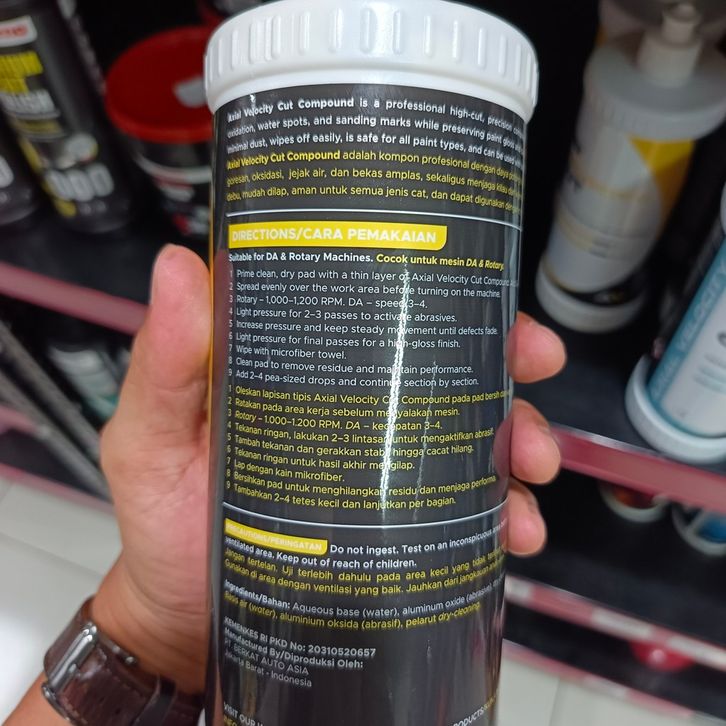 Axial Velocity Cut Compound is a professional high-cut, precision
oxidation, water spots, and sanding marks while preserving paint gloss
minimal dust, wipes off easily, is safe for all paint types, and can be used
Axial Velocity Cut Compound adalah kompon profesional dengan daya
goresan, oksidasi, jejak air, dan bekas amplas, sekaligus menjaga kilau
debu, mudah dilap, aman untuk semua jenis cat, dan dapat digunakan
DIRECTIONS/CARA PEMAKAIAN
Suitable for DA & Rotary Machines. Cocok untuk mesin DA & Rotary.
1 Prime clean, dry pad with a thin layer of Axial Velocity Cut Compound
2 Spread evenly over the work area before turning on the machine.
3 Rotary – 1,000–1,200 RPM. DA – speed 3–4.
4 Light pressure for 2–3 passes to activate abrasives.
5 Increase pressure and keep steady movement until defects fade.
6 Light pressure for final passes for a high-gloss finish.
7 Wipe with microfiber towel.
8 Clean pad to remove residue and maintain performance.
9 Add 2–4 pea-sized drops and continue section by section.
1 Oleskan lapisan tipis Axial Velocity Cut Compound pada pad bersih
2 Ratakan pada area kerja sebelum menyalakan mesin.
3 Rotary – 1.000–1.200 RPM. DA – kecepatan 3–4.
4 Tekanan ringan, lakukan 2–3 lintasan untuk mengaktifkan abrasif.
5 Tambah tekanan dan gerakkan stabil hingga cacat hilang.
6 Tekanan ringan untuk hasil akhir mengilap.
7 Lap dengan kain mikrofiber.
8 Bersihkan pad untuk menghilangkan residu dan menjaga performa.
9 Tambahkan 2–4 tetes kecil dan lanjutkan per bagian.
PRECAUTIONS/PERINGATAN Do not ingest. Test on an inconspicuous area
ventilated area. Keep out of reach of children.
Jangan tertelan. Uji terlebih dahulu pada area kecil yang tidak
Gunakan di area dengan ventilasi yang baik. Jauhkan dari jangkauan
Ingredients/Bahan: Aqueous base (water), aluminum oxide (abrasive),
Basis air (water), aluminium oksida (abrasif), pelarut dry-cleaning.
KEMENKES RI PKD No: 20310520657
Manufactured By/Diproduksi Oleh:
PT. BERKAT AUTO ASIA
Jakarta Barat - Indonesia
VISIT OUR
PRODUCTS